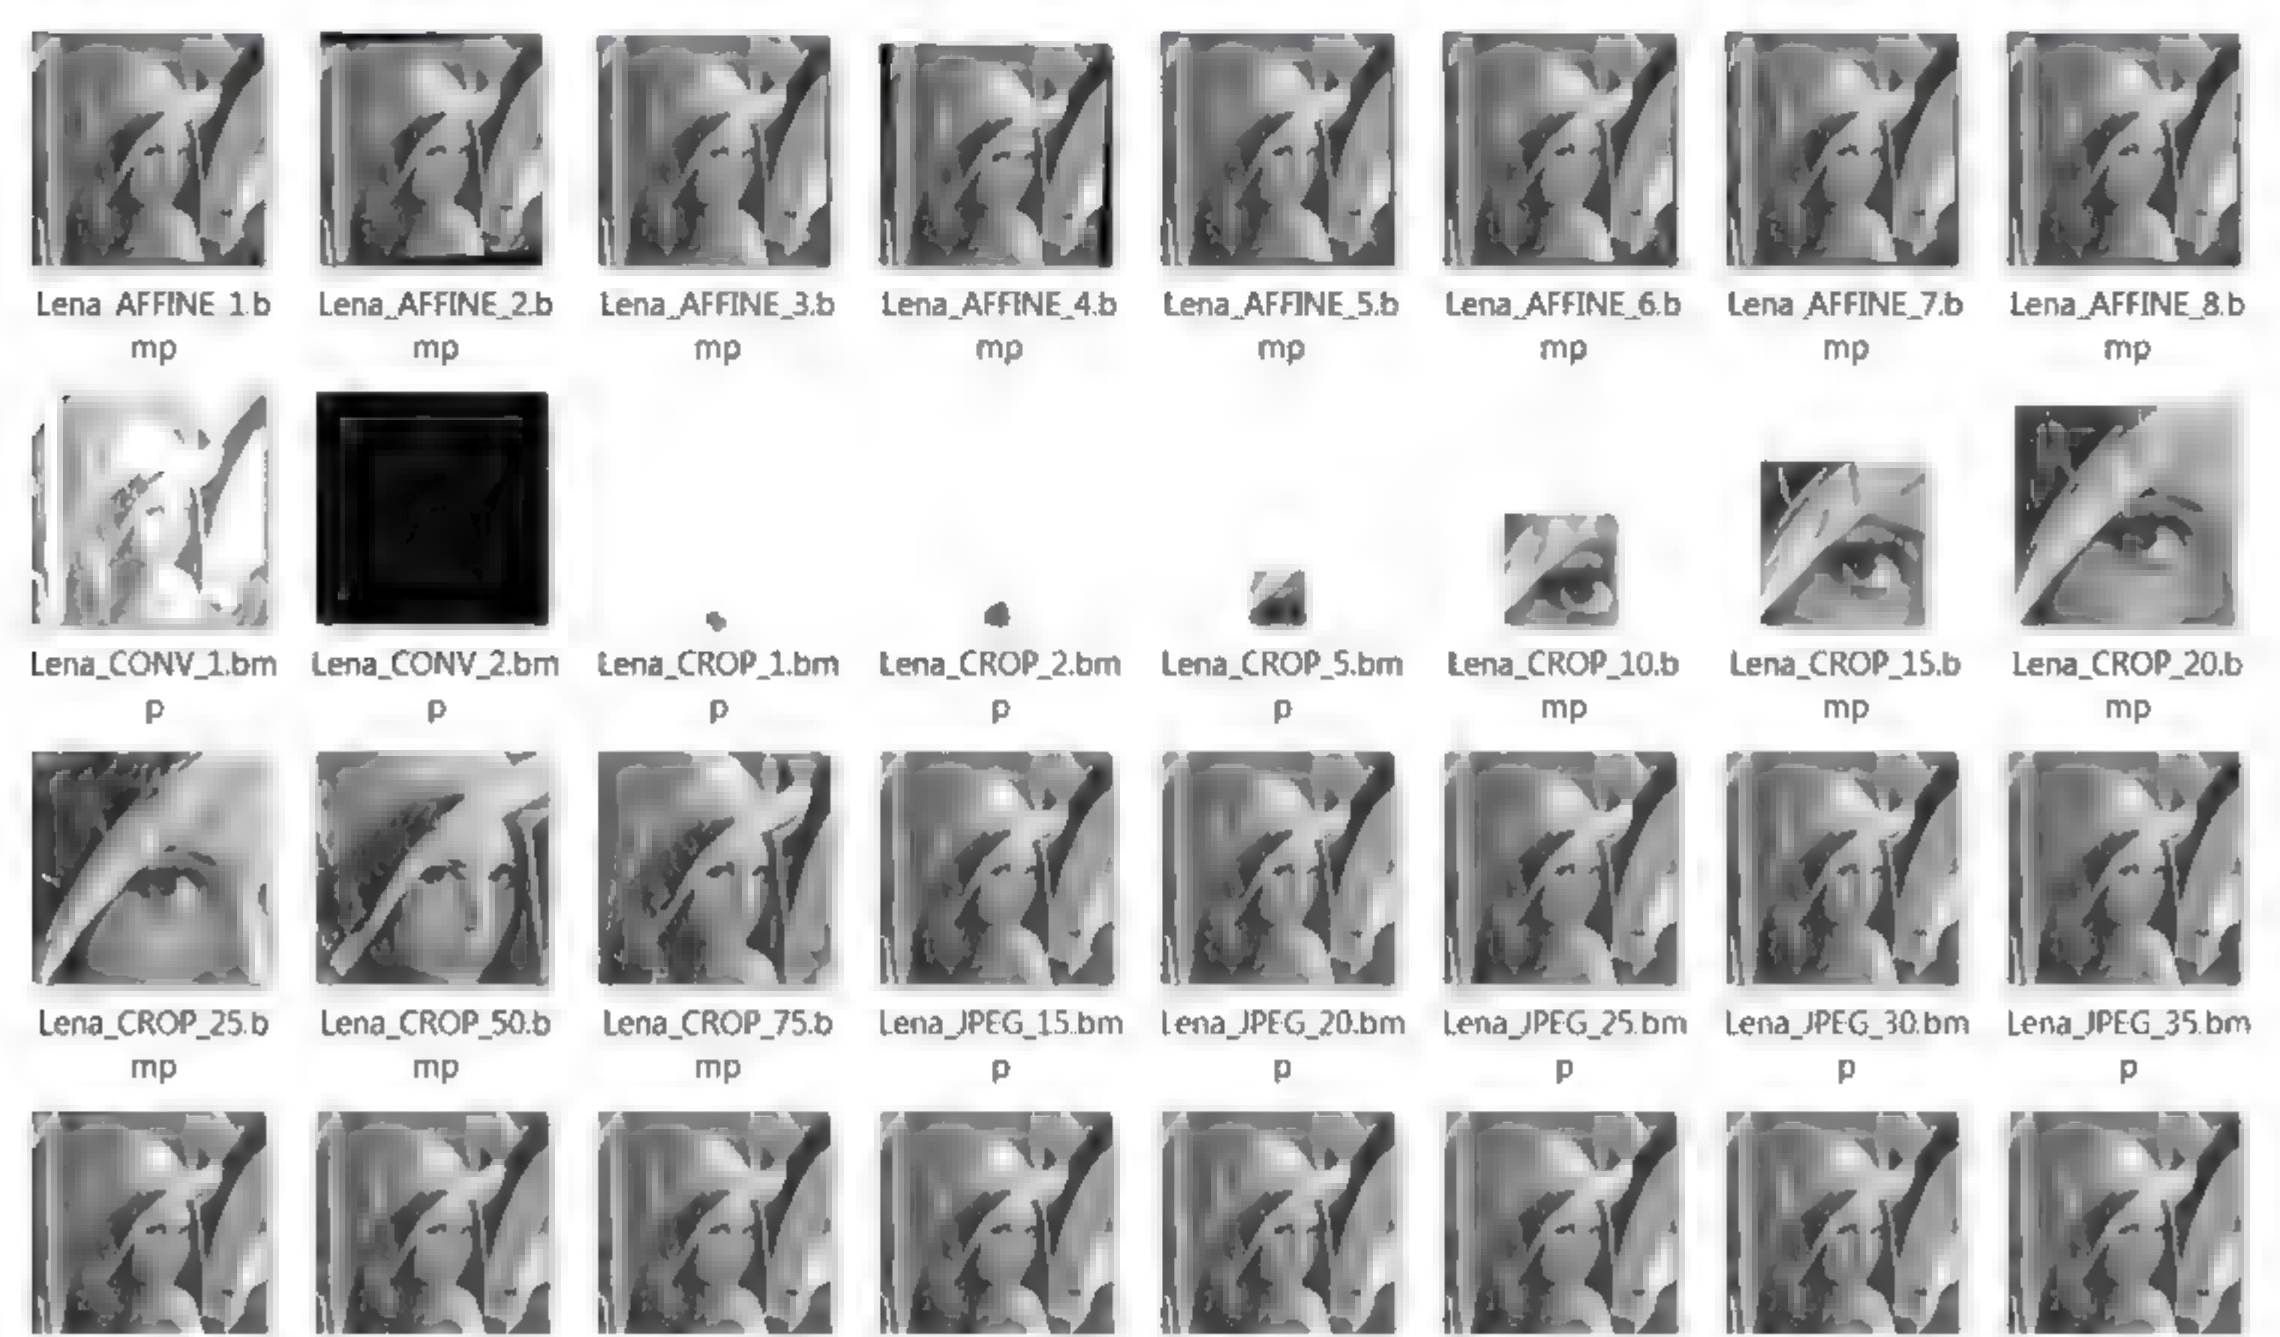 Lena_AFFINE_1.b Lena_AFFINE_2.b Lena_AFFINE_3.b Lena_AFFINE_4.b Lena_AFFINE_5.b Lena_AFFINE_6.b Lena_AFFINE_7.b Lena_AFFINE_8.b
mp mp mp mp mp mp mp mp
Lena_CONV_1.bm Lena_CONV_2.bm Lena_CROP_1.bm Lena_CROP_2.bm Lena_CROP_5.bm Lena_CROP_10.b Lena_CROP_15.b Lena_CROP_20.b
p p p p p mp mp mp
Lena_CROP_25.b Lena_CROP_50.b Lena_CROP_75.b Lena_JPEG_15.bm Lena_JPEG_20.bm Lena_JPEG_25.bm Lena_JPEG_30.bm Lena_JPEG_35.bm
mp mp mp p p p p p